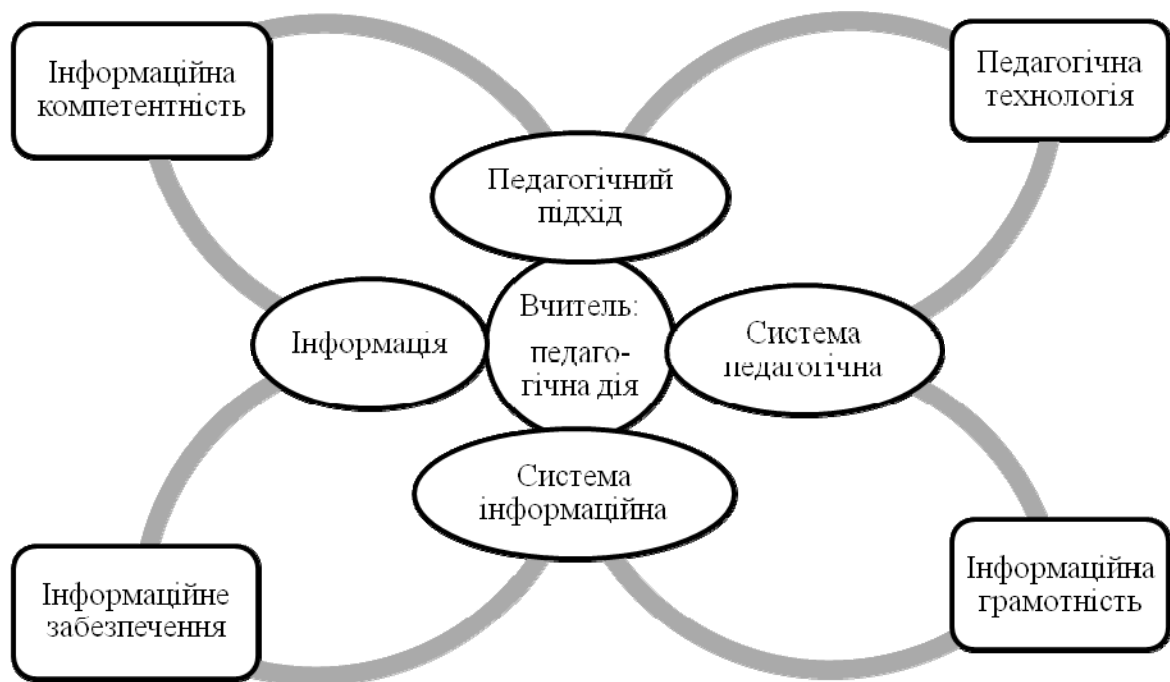 Інформаційна
компетентність
Педагогічна
технологія
Педагогічний
підхід
Вчитель:
педаго-
гічна дія
Інформація
Система
педагогічна
Система
інформаційна
Інформаційне
забезпечення
Інформаційна
грамотність